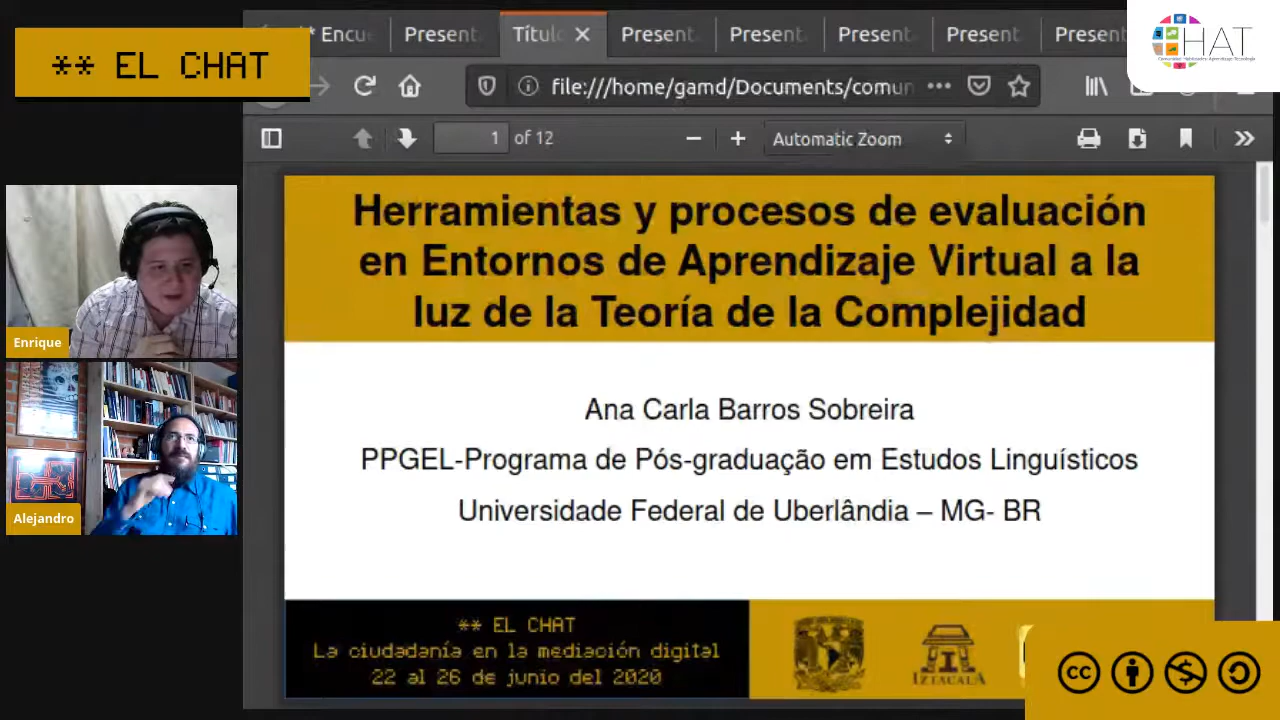 ** EL CHAT
* Encue
Present
Título
Present
Present
Present
Present
Present
file:///home/gamd/Documents/comun
1 of 12
Automatic Zoom
CHAT
Herramientas y procesos de evaluación
en Entornos de Aprendizaje Virtual a la
luz de la Teoría de la Complejidad
Ana Carla Barros Sobreira
PPGEL-Programa de Pós-graduação em Estudos Linguísticos
Universidade Federal de Uberlândia – MG- BR
Enrique
Alejandro
** EL CHAT
La ciudadanía en la mediación digital
22 al 26 de junio del 2020
IZTACALA
cc